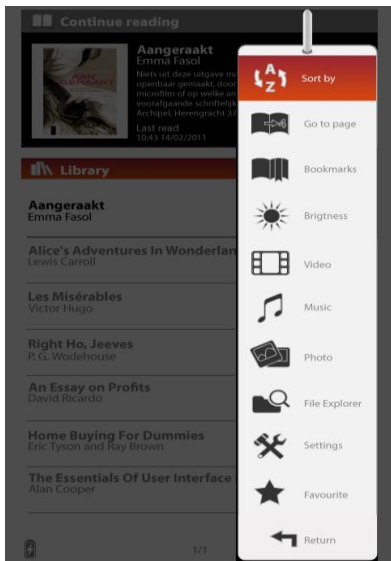 Continue reading
AAN
GEMAAKT
Aangeraakt
Emma Fasol
Niets uit deze uitgave
openbaar gemaakt, door
microfilm of op welke an
voorafgaande schriftelijk
Archipel, Herengracht 37
Last read
10:43 14/02/2011
Library
Aangeraakt
Emma Fasol
Alice's Adventures In Wonderlan
Lewis Carroll
Les Misérables
Victor Hugo
Right Ho, Jeeves
P. G. Wodehouse
An Essay on Profits
David Ricardo
Home Buying For Dummies
Eric Tyson and Ray Brown
The Essentials Of User Interface
Alan Cooper
1/1
A
Z
Sort by
Go to page
Bookmarks
Brigtness
Video
Music
Photo
File Explorer
Settings
Favourite
Return